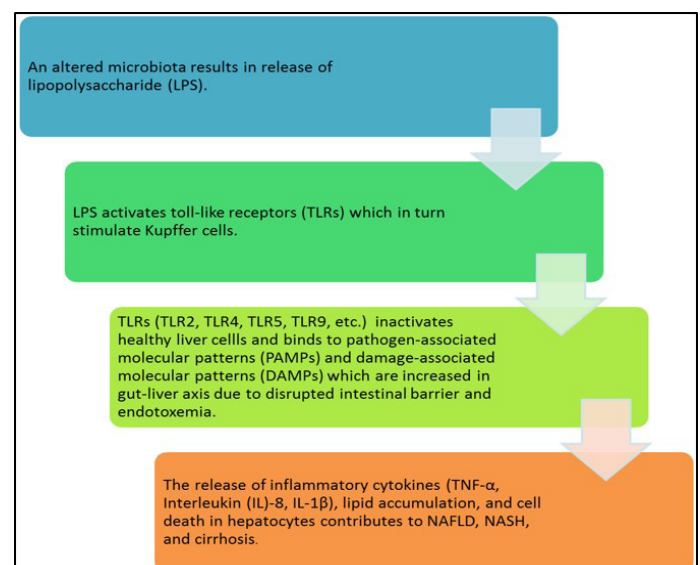 An altered microbiota results in release of
lipopolysaccharide (LPS).
LPS activates toll-like receptors (TLRs) which in turn
stimulate Kupffer cells.
TLRs (TLR2, TLR4, TLR5, TLR9, etc.) inactivates
healthy liver cellls and binds to pathogen-associated
molecular patterns (PAMPs) and damage-associated
molecular patterns (DAMPs) which are increased in
gut-liver axis due to disrupted intestinal barrier and
endotoxemia.
The release of inflammatory cytokines (TNF-α,
Interleukin (IL)-8, IL-1β), lipid accumulation, and cell
death in hepatocytes contributes to NAFLD, NASH,
and cirrhosis.